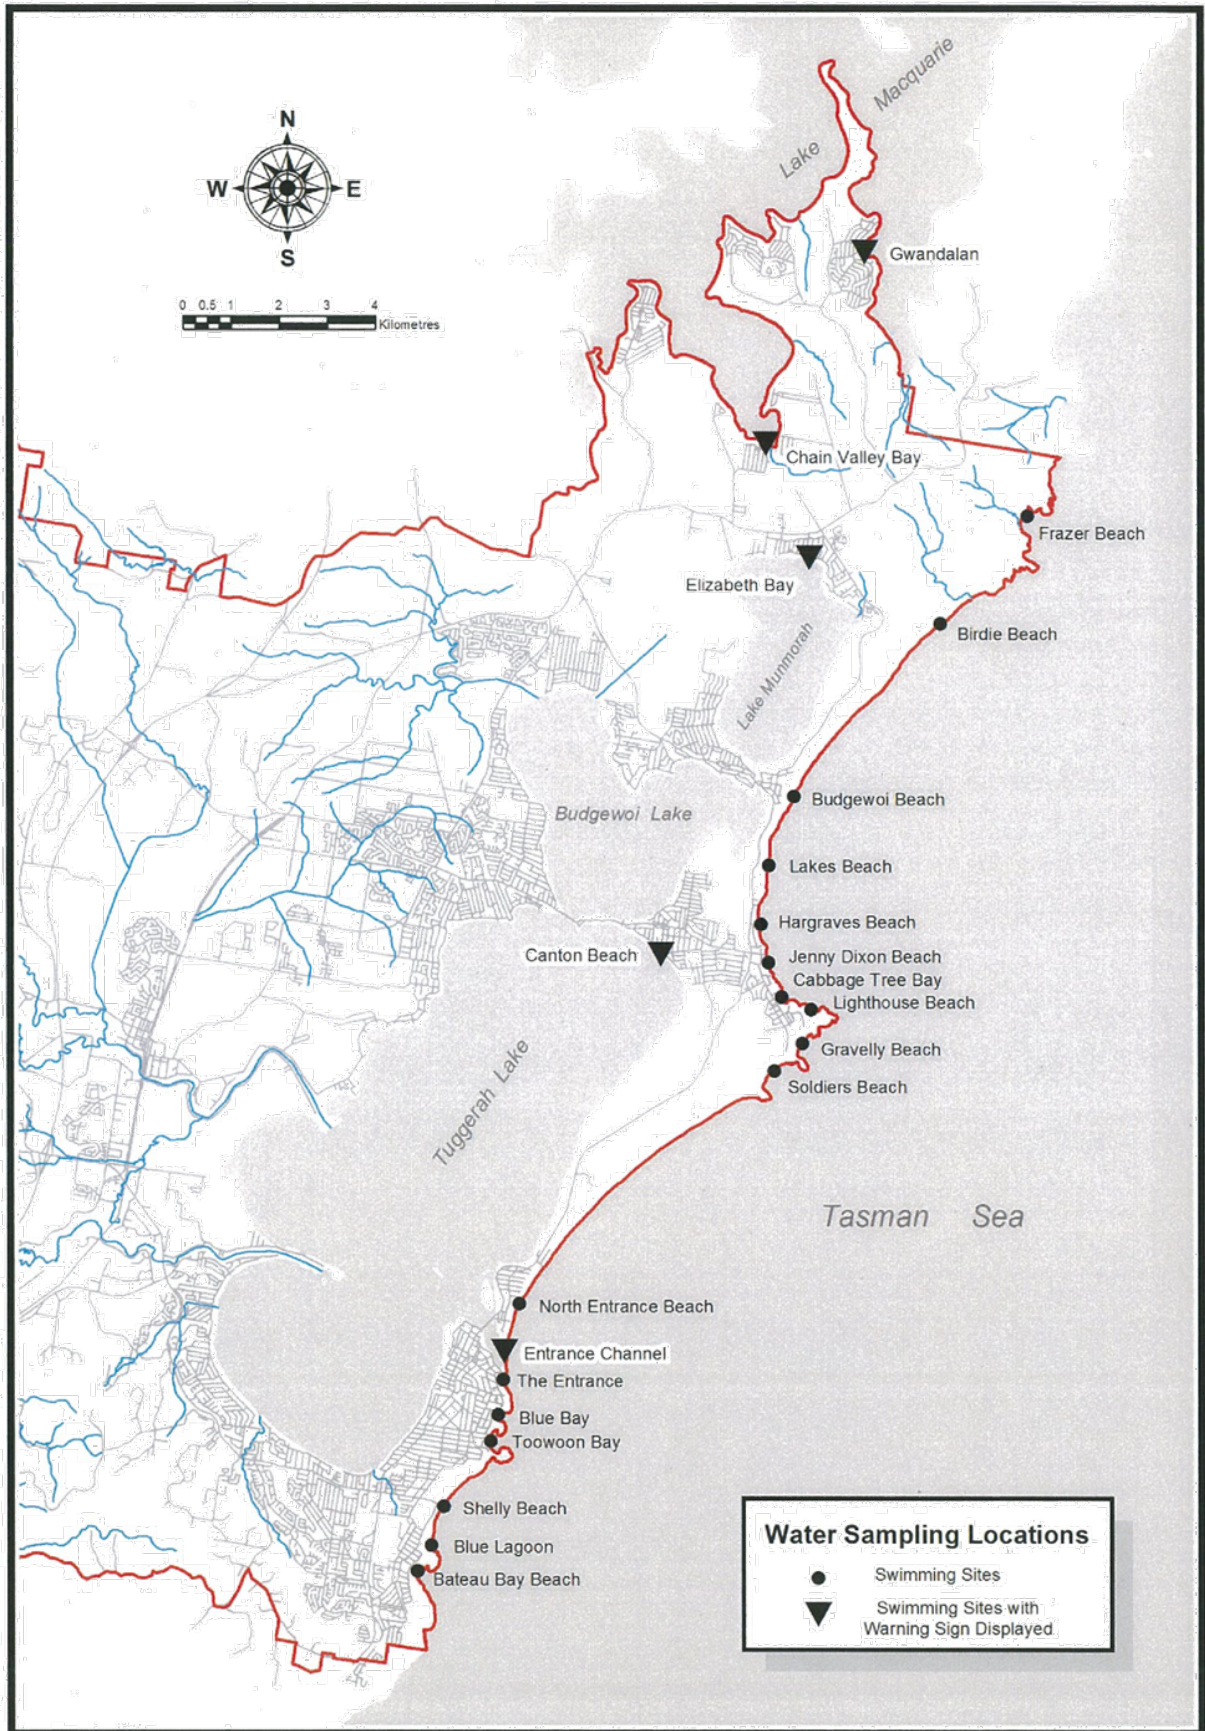 Lake Macquarie
N
W E
S
Gwandalan
0 0.5 1 2 3 4
Kilometres
Chain Valley Bay
Frazer Beach
Elizabeth Bay
Birdie Beach
Lake Munmorah
Budgewoi Beach
Budgewoi Lake
Lakes Beach
Hargraves Beach
Canton Beach
Jenny Dixon Beach
Cabbage Tree Bay
Lighthouse Beach
Gravelly Beach
Soldiers Beach
Tuggerah Lake
Tasman Sea
North Entrance Beach
Entrance Channel
The Entrance
Blue Bay
Toowoon Bay
Shelly Beach
Blue Lagoon
Bateau Bay Beach
Water Sampling Locations
Swimming Sites
Swimming Sites with
Warning Sign Displayed